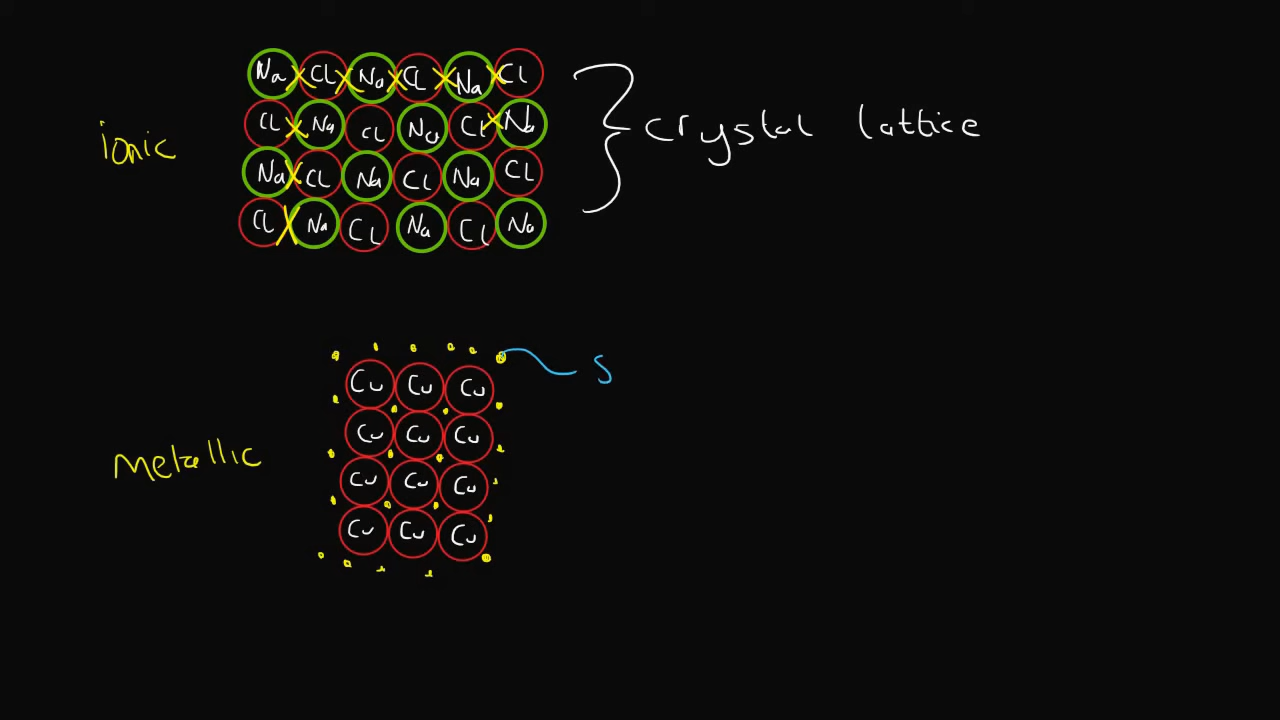 Na Cl Na Cl Na Cl
Cl Na Cl Na Cl Na
ionic
crystal lattice
Na Cl Na Cl Na Cl
Cl Na Cl Na Cl Na
Cu Cu Cu
S
Cu Cu Cu
metallic
Cu Cu Cu
Cu Cu Cu